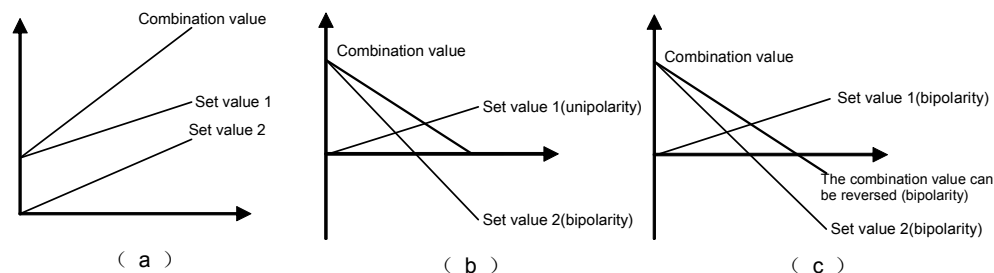 Combination value
Set value 1
Set value 2
( a )
Combination value
Set value 1(unipolarity)
Set value 2(bipolarity)
( b )
Combination value
Set value 1(bipolarity)
The combination value can
be reversed (bipolarity)
Set value 2(bipolarity)
( c )